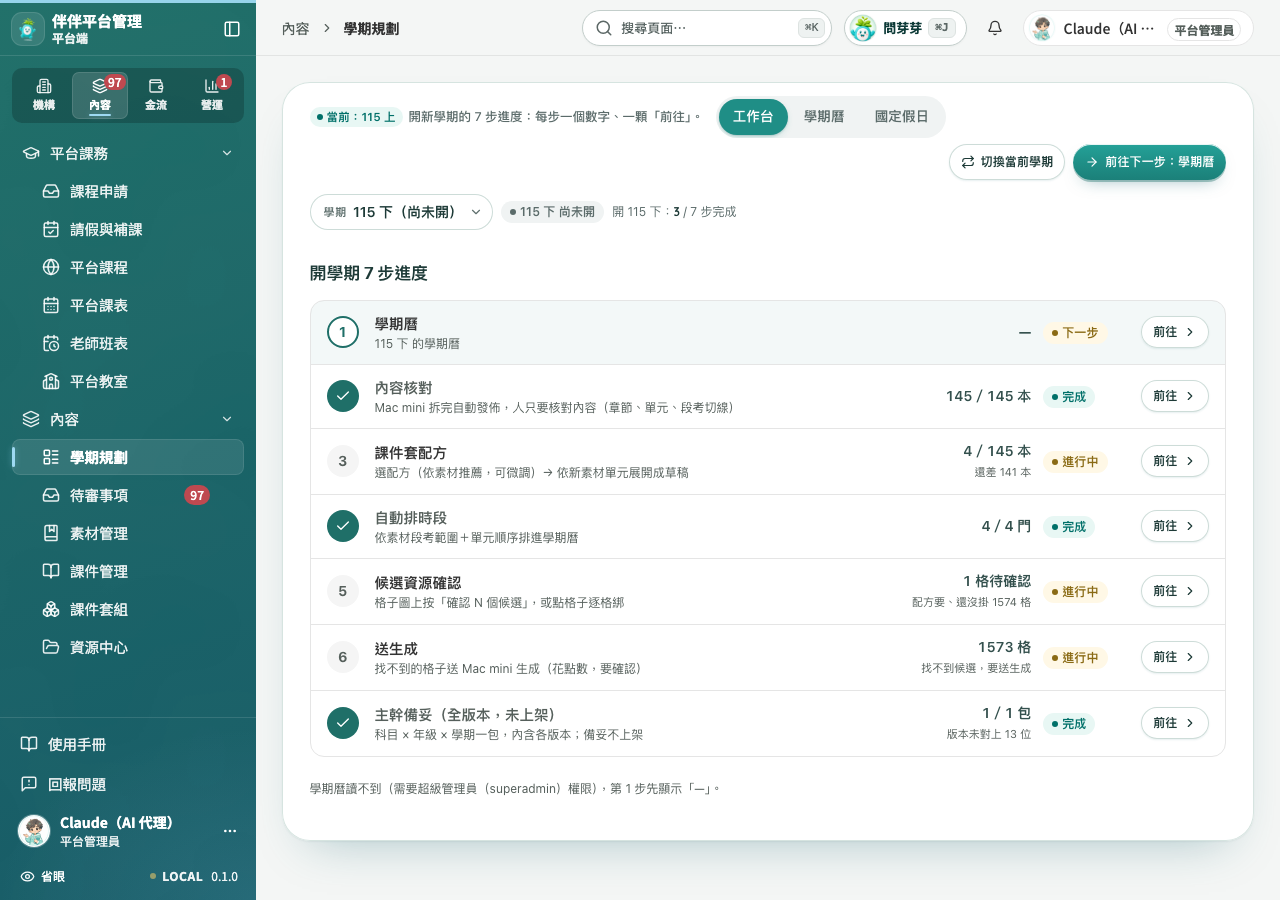 伴伴平台管理
平台端
機構
97
內容
金流
1
營運
平台課務
課程申請
請假與補課
平台課程
平台課表
老師班表
平台教室
內容
學期規劃
待審事項 97
素材管理
課件管理
課件套組
資源中心
使用手冊
回報問題
Claude（AI 代理）
平台管理員
省眼
LOCAL 0.1.0
內容 > 學期規劃
搜尋頁面… ⌘K
問芽芽 ⌘J
Claude（AI … 平台管理員
當前：115 上 開新學期的 7 步進度：每步一個數字、一顆「前往」。
工作台 學期曆 國定假日
切換當前學期
前往下一步：學期曆
學期 115 下（尚未開）
115 下 尚未開
開 115 下：3 / 7 步完成
開學期 7 步進度
1 學期曆
115 下 的學期曆
— 下一步 前往
內容核對
Mac mini 拆完自動發佈，人只要核對內容（章節、單元、段考切線）
145 / 145 本 完成 前往
3 課件套配方
選配方（依素材推薦，可微調）→ 依新素材單元展開成草稿
4 / 145 本
還差 141 本
進行中 前往
自動排時段
依素材段考範圍＋單元順序排進學期曆
4 / 4 門 完成 前往
5 候選資源確認
格子圖上按「確認 N 個候選」，或點格子逐格綁
1 格待確認
配方要、還沒掛 1574 格
進行中 前往
6 送生成
找不到的格子送 Mac mini 生成（花點數，要確認）
1573 格
找不到候選，要送生成
進行中 前往
主幹備妥（全版本，未上架）
科目 × 年級 × 學期一包，內含各版本；備妥不上架
1 / 1 包
版本未對上 13 位
完成 前往
學期曆讀不到（需要超級管理員（superadmin）權限），第 1 步先顯示「—」。